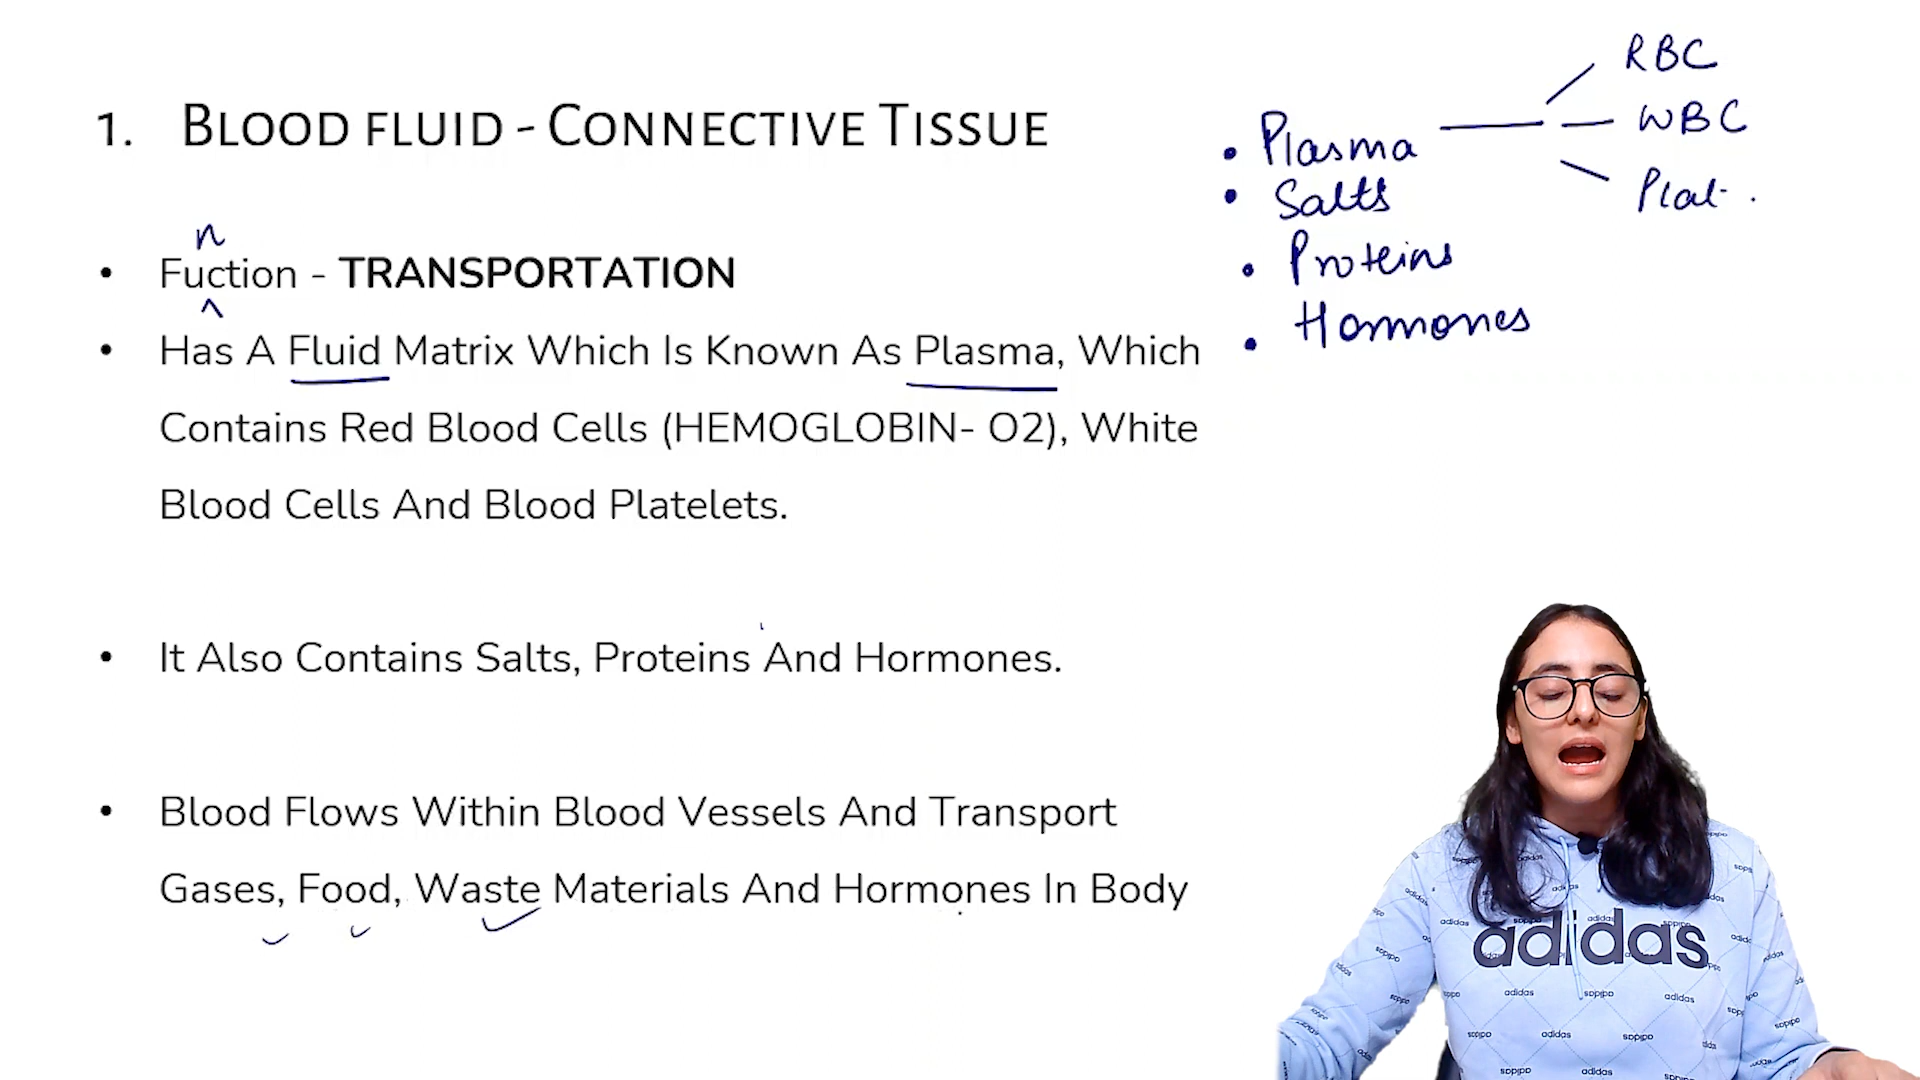 1. BLOOD FLUID - CONNECTIVE TISSUE
n
• Fuction - TRANSPORTATION
^
• Has A Fluid Matrix Which Is Known As Plasma, Which
Contains Red Blood Cells (HEMOGLOBIN- O2), White
Blood Cells And Blood Platelets.
• It Also Contains Salts, Proteins And Hormones.
• Blood Flows Within Blood Vessels And Transport
Gases, Food, Waste Materials And Hormones In Body
RBC
WBC
Plat.
• Plasma
• Salts
• Proteins
• Hormones
adidas